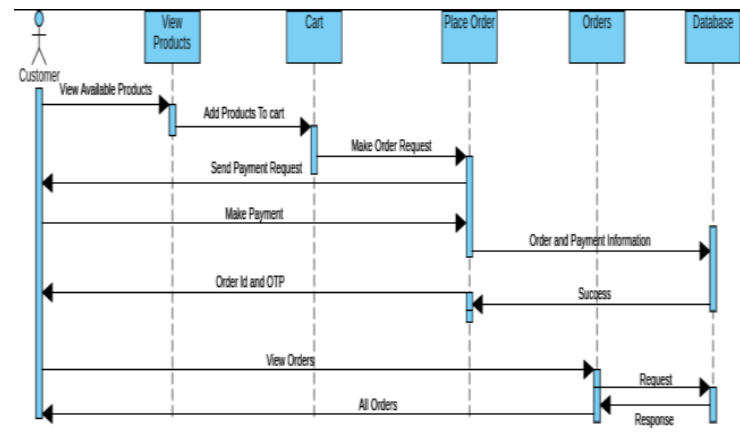 View
Products
Cart
Place Order
Orders
Database
Customer
View Available Products
Add Products To cart
Make Order Request
Send Payment Request
Make Payment
Order and Payment Information
Order Id and OTP
Success
View Orders
Request
All Orders
Response